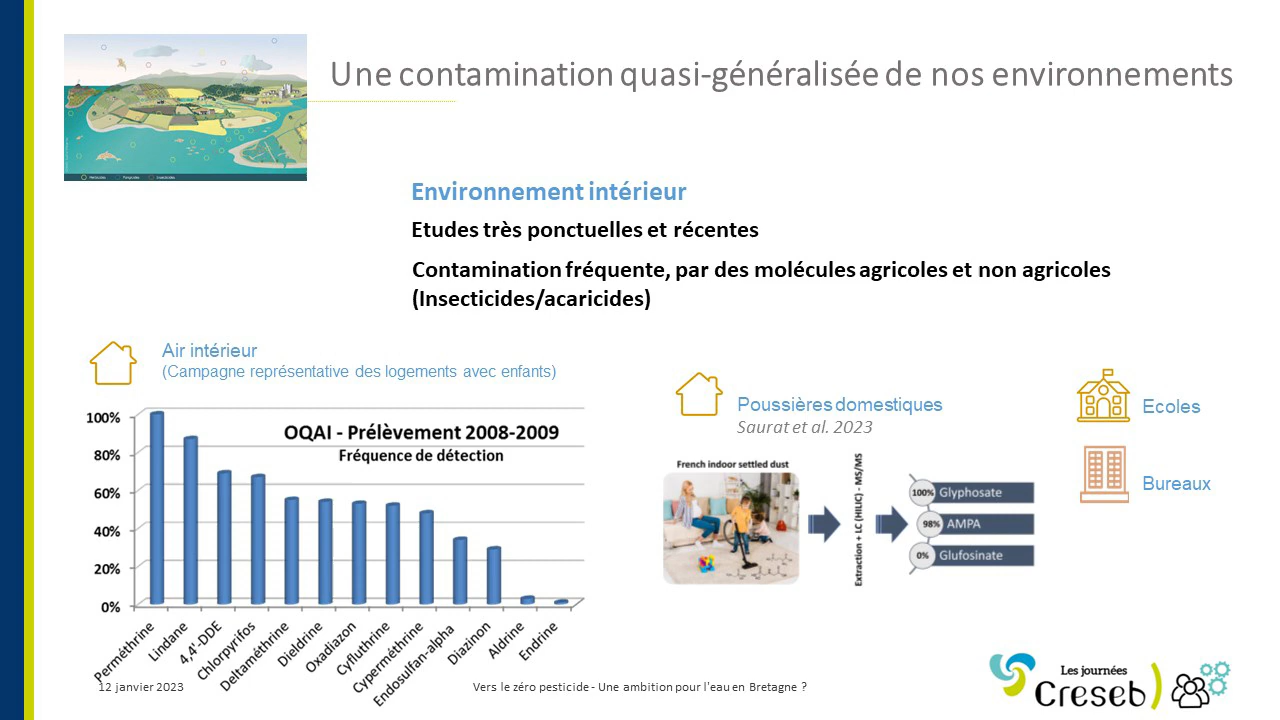 Une contamination quasi-généralisée de nos environnements
Herbicides
Fongicides
Insecticides
Environnement intérieur
Etudes très ponctuelles et récentes
Contamination fréquente, par des molécules agricoles et non agricoles
(Insecticides/acaricides)
Air intérieur
(Campagne représentative des logements avec enfants)
OQAI - Prélèvement 2008-2009
Fréquence de détection
100%
80%
60%
40%
20%
0%
Perméthrine
Lindane
4,4'-DDE
Chlorpyrifos
Deltaméthrine
Dieldrine
Oxadiazon
Cyfluthrine
Cyperméthrine
Endosulfan-alpha
Diazinon
Aldrine
Endrine
Poussières domestiques
Saurat et al. 2023
French indoor settled dust
Extraction + LC (HILIC) - MS/MS
100% Glyphosate
98% AMPA
0% Glufosinate
Ecoles
Bureaux
12 janvier 2023
Vers le zéro pesticide - Une ambition pour l'eau en Bretagne ?
Les journées
Creseb